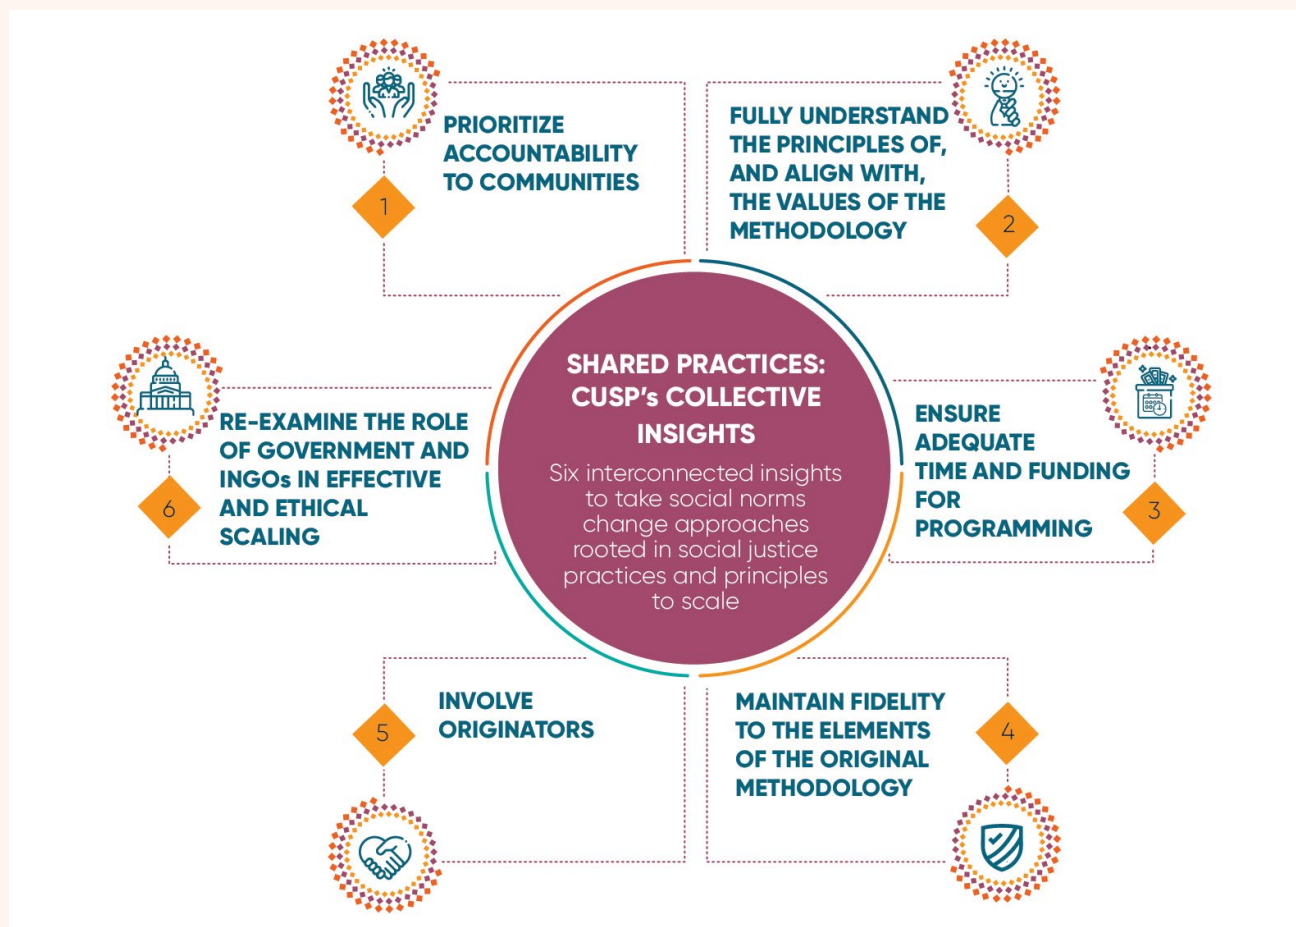 SHARED PRACTICES:
CUSP's COLLECTIVE
INSIGHTS
Six interconnected insights
to take social norms
change approaches
rooted in social justice
practices and principles
to scale
1
PRIORITIZE
ACCOUNTABILITY
TO COMMUNITIES
2
FULLY UNDERSTAND
THE PRINCIPLES OF,
AND ALIGN WITH,
THE VALUES OF THE
METHODOLOGY
3
ENSURE
ADEQUATE
TIME AND FUNDING
FOR
PROGRAMMING
4
MAINTAIN FIDELITY
TO THE ELEMENTS
OF THE ORIGINAL
METHODOLOGY
5
INVOLVE
ORIGINATORS
6
RE-EXAMINE THE ROLE
OF GOVERNMENT AND
INGOs IN EFFECTIVE
AND ETHICAL
SCALING